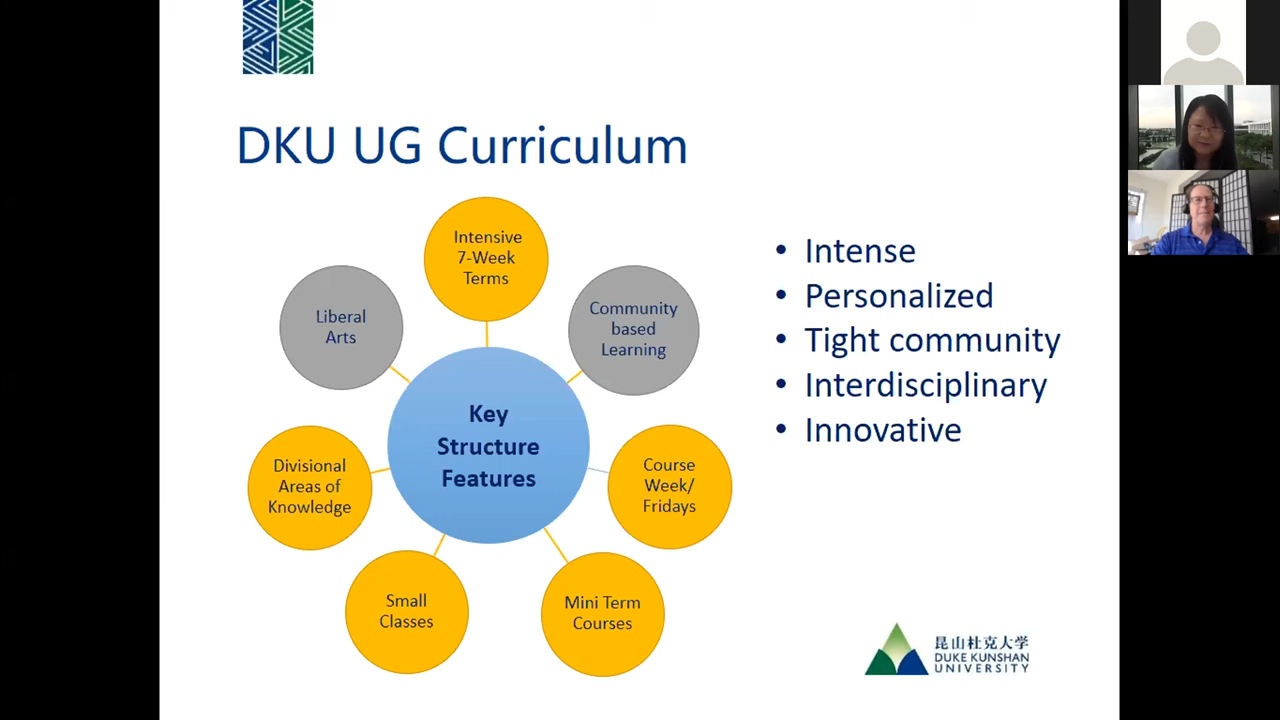 DKU UG Curriculum
Intensive
7-Week
Terms
Liberal
Arts
Community
based
Learning
Key
Structure
Features
Divisional
Areas of
Knowledge
Course
Week/
Fridays
Small
Classes
Mini Term
Courses
• Intense
• Personalized
• Tight community
• Interdisciplinary
• Innovative
昆山杜克大学
DUKE KUNSHAN
UNIVERSITY